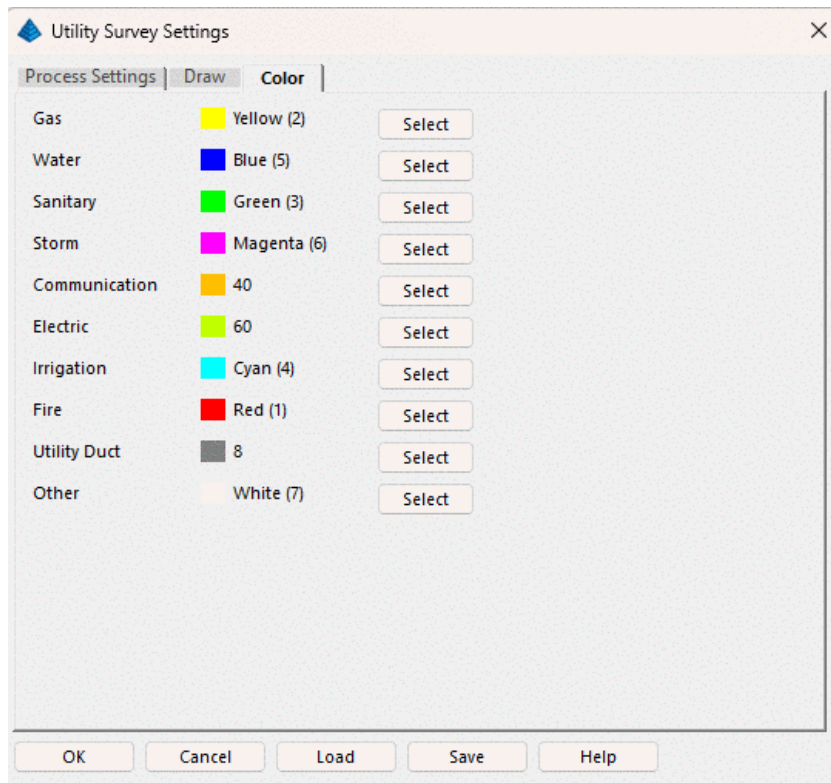 Utility Survey Settings
Process Settings Draw Color
Gas Yellow (2) Select
Water Blue (5) Select
Sanitary Green (3) Select
Storm Magenta (6) Select
Communication 40 Select
Electric 60 Select
Irrigation Cyan (4) Select
Fire Red (1) Select
Utility Duct 8 Select
Other White (7) Select
OK Cancel Load Save Help